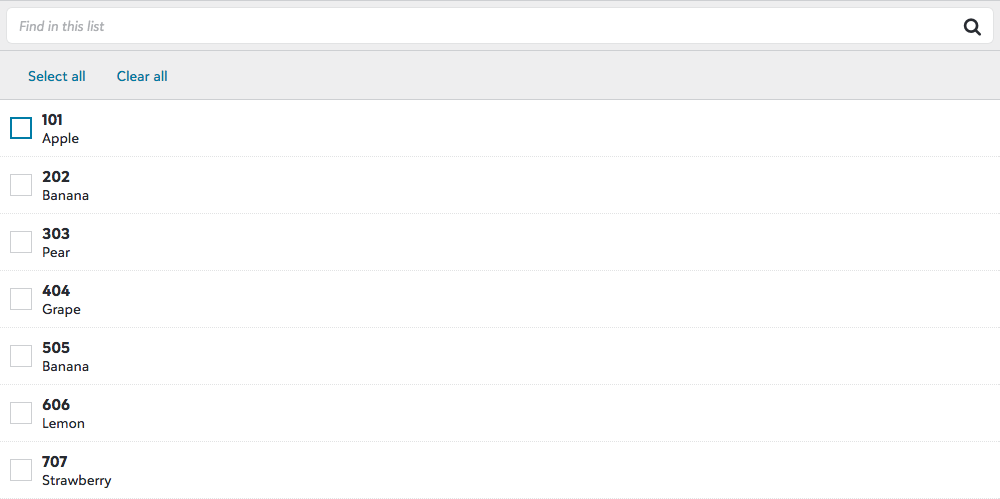 Find in this list
Select all Clear all
101
Apple
202
Banana
303
Pear
404
Grape
505
Banana
606
Lemon
707
Strawberry